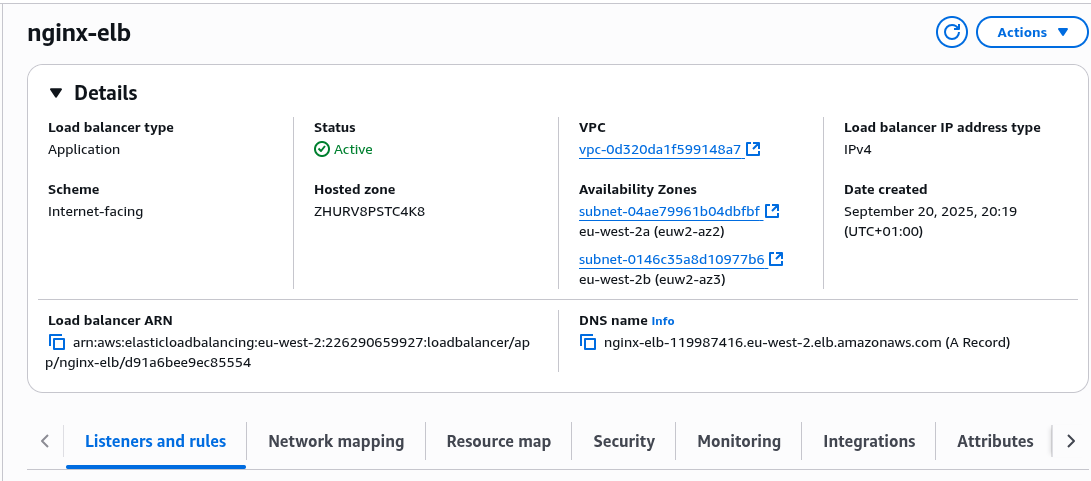 nginx-elb
Actions
Details
Load balancer type
Application
Status
Active
VPC
vpc-0d320da1f599148a7
Load balancer IP address type
IPv4
Scheme
Internet-facing
Hosted zone
ZHURV8PSTC4K8
Availability Zones
subnet-04ae79961b04dbfbf
eu-west-2a (euw2-az2)
subnet-0146c35a8d10977b6
eu-west-2b (euw2-az3)
Date created
September 20, 2025, 20:19
(UTC+01:00)
Load balancer ARN
arn:aws:elasticloadbalancing:eu-west-2:226290659927:loadbalancer/ap
p/nginx-elb/d91a6bee9ec85554
DNS name Info
nginx-elb-119987416.eu-west-2.elb.amazonaws.com (A Record)
Listeners and rules
Network mapping
Resource map
Security
Monitoring
Integrations
Attributes